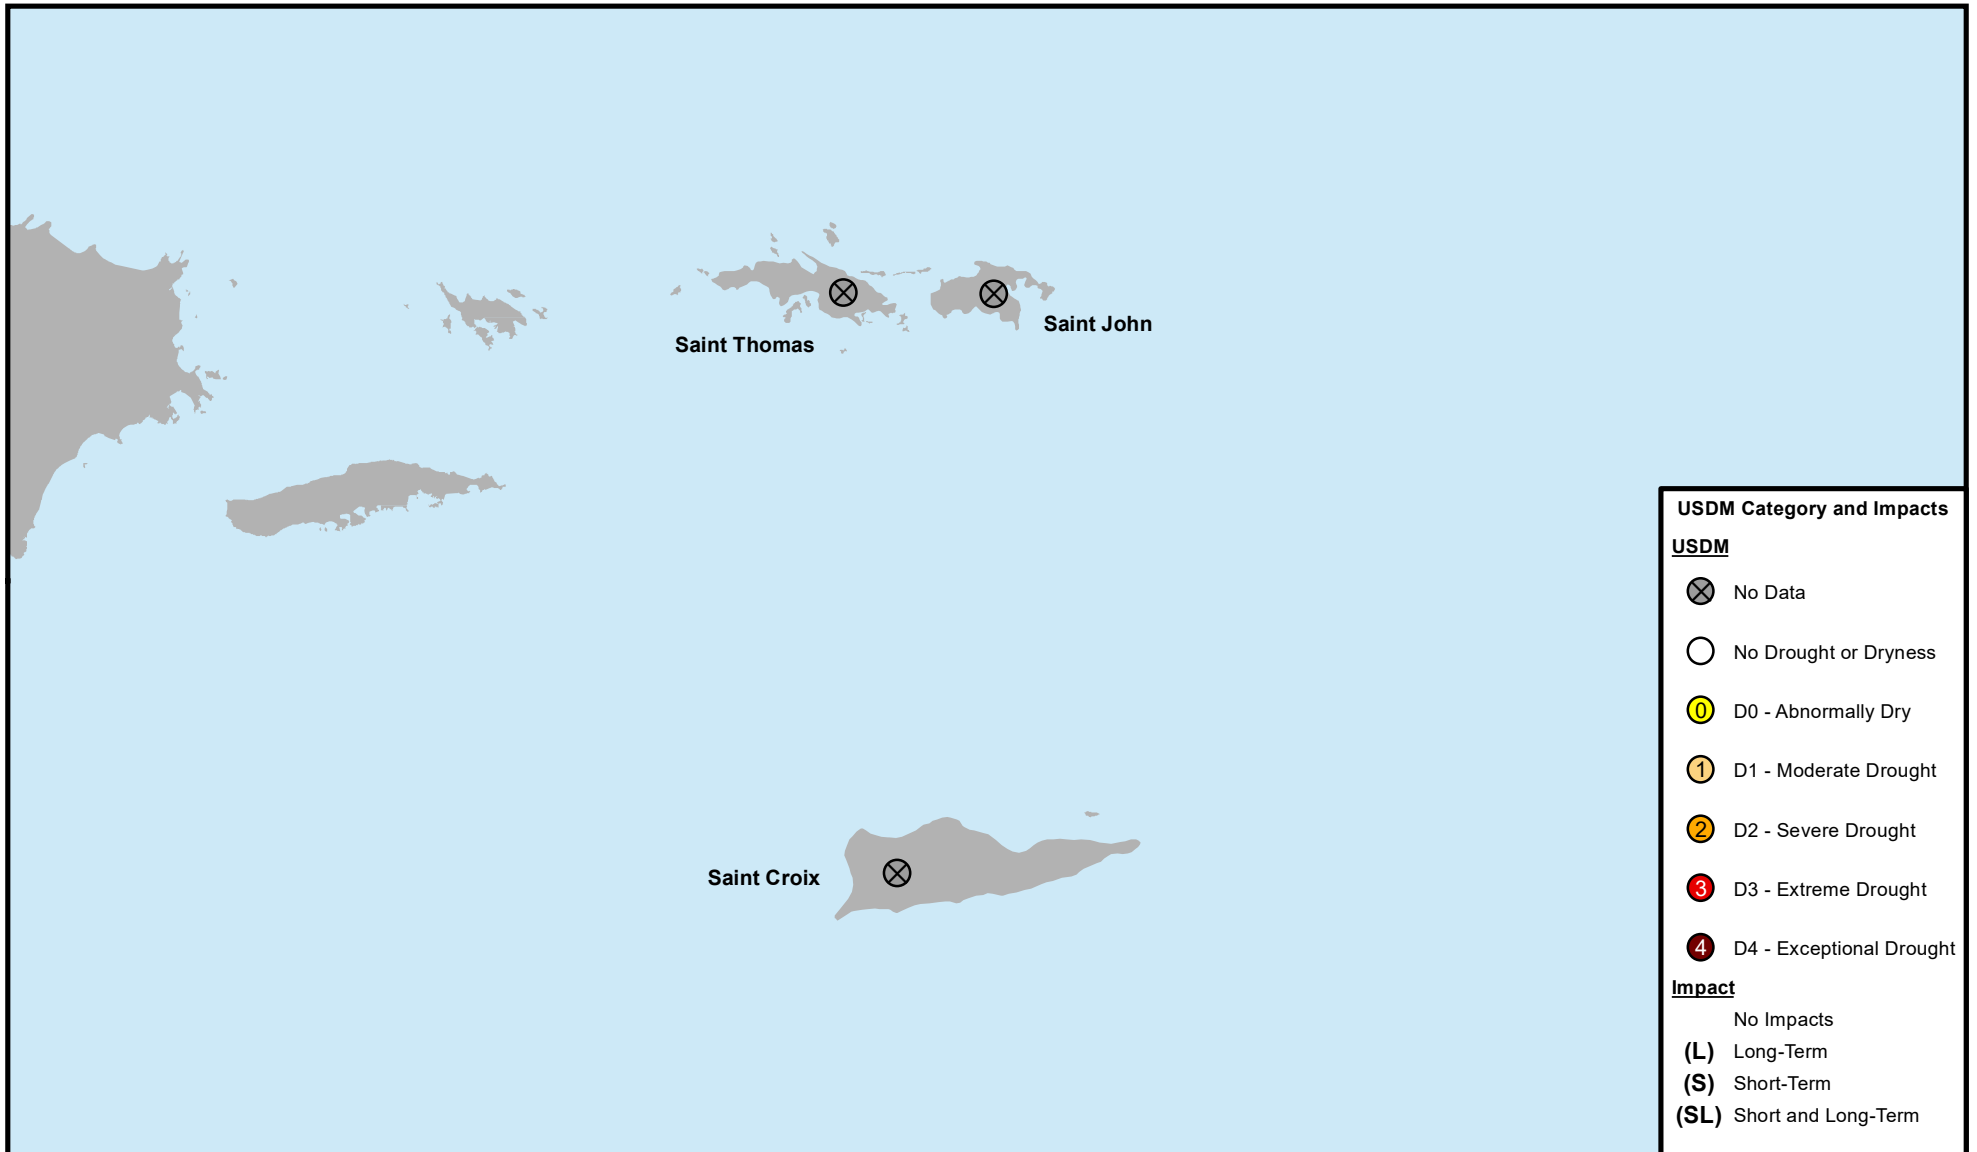 Saint John
Saint Thomas
Saint Croix
USDM Category and Impacts
USDM
No Data
No Drought or Dryness
0 D0 - Abnormally Dry
1 D1 - Moderate Drought
2 D2 - Severe Drought
3 D3 - Extreme Drought
4 D4 - Exceptional Drought
Impact
No Impacts
(L) Long-Term
(S) Short-Term
(SL) Short and Long-Term